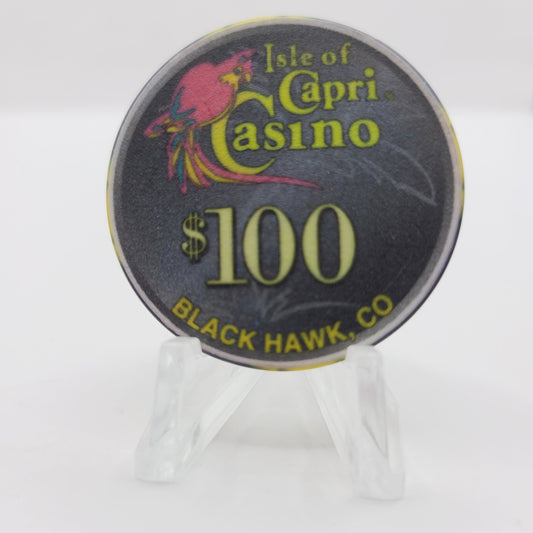 Isle of
Capri
Casino
$100
BLACK HAWK, CO